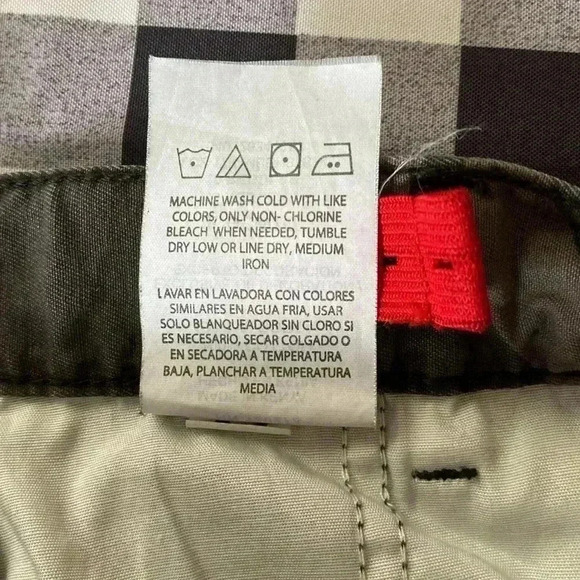 MACHINE WASH COLD WITH LIKE
COLORS, ONLY NON- CHLORINE
BLEACH WHEN NEEDED, TUMBLE
DRY LOW OR LINE DRY, MEDIUM
IRON
LAVAR EN LAVADORA CON COLORES
SIMILARES EN AGUA FRIA, USAR
SOLO BLANQUEADOR SIN CLORO SI
ES NECESARIO, SECAR COLGADO O
EN SECADORA A TEMPERATURA
BAJA, PLANCHAR A TEMPERATURA
MEDIA